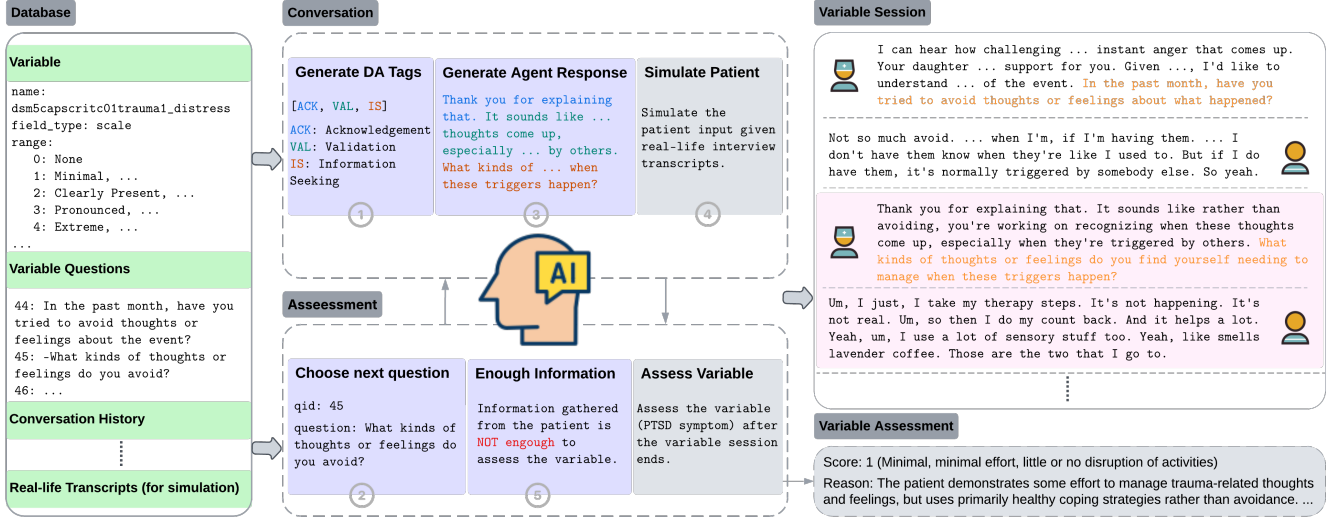 Database
Variable
name:
dsm5capscritc01trauma1_distress
field_type: scale
range:
0: None
1: Minimal, ...
2: Clearly Present, ...
3: Pronounced, ...
4: Extreme, ...
...
Variable Questions
44: In the past month, have you
tried to avoid thoughts or
feelings about the event?
45: -What kinds of thoughts or
feelings do you avoid?
46: ...
Conversation History
Real-life Transcripts (for simulation)
Conversation
Generate DA Tags
[ACK, VAL, IS]
ACK: Acknowledgement
VAL: Validation
IS: Information
Seeking
1
Generate Agent Response
Thank you for explaining
that. It sounds like ...
thoughts come up,
especially ... by others.
What kinds of ... when
these triggers happen?
3
Simulate Patient
Simulate the
patient input given
real-life interview
transcripts.
4
AI
Asseessment
Choose next question
qid: 45
question: What kinds of
thoughts or feelings do
you avoid?
2
Enough Information
Information gathered
from the patient is
NOT engough to
assess the variable.
5
Assess Variable
Assess the variable
(PTSD symptom) after
the variable session
ends.
Variable Session
I can hear how challenging ... instant anger that comes up.
Your daughter ... support for you. Given ..., I'd like to
understand ... of the event. In the past month, have you
tried to avoid thoughts or feelings about what happened?
Not so much avoid. ... when I'm, if I'm having them. ... I
don't have them know when they're like I used to. But if I do
have them, it's normally triggered by somebody else. So yeah.
Thank you for explaining that. It sounds like rather than
avoiding, you're working on recognizing when these thoughts
come up, especially when they're triggered by others. What
kinds of thoughts or feelings do you find yourself needing to
manage when these triggers happen?
Um, I just, I take my therapy steps. It's not happening. It's
not real. Um, so then I do my count back. And it helps a lot.
Yeah, um, I use a lot of sensory stuff too. Yeah, like smells
lavender coffee. Those are the two that I go to.
Variable Assessment
Score: 1 (Minimal, minimal effort, little or no disruption of activities)
Reason: The patient demonstrates some effort to manage trauma-related thoughts
and feelings, but uses primarily healthy coping strategies rather than avoidance. ...